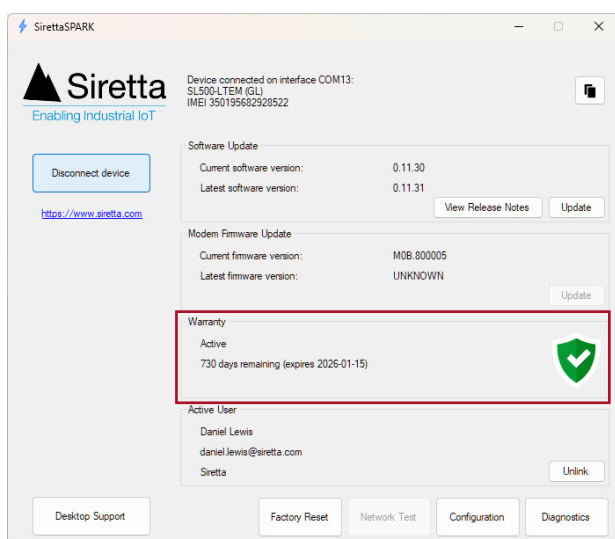 SirettaSPARK
Siretta
Enabling Industrial IoT
Device connected on interface COM13:
SL500-LTEM (GL)
IMEI 350195682928522
Disconnect device
https://www.siretta.com
Software Update
Current software version: 0.11.30
Latest software version: 0.11.31
View Release Notes Update
Modem Firmware Update
Current firmware version: M0B.800005
Latest firmware version: UNKNOWN
Update
Warranty
Active
730 days remaining (expires 2026-01-15)
Active User
Daniel Lewis
daniel.lewis@siretta.com
Siretta Unlink
Desktop Support Factory Reset Network Test Configuration Diagnostics